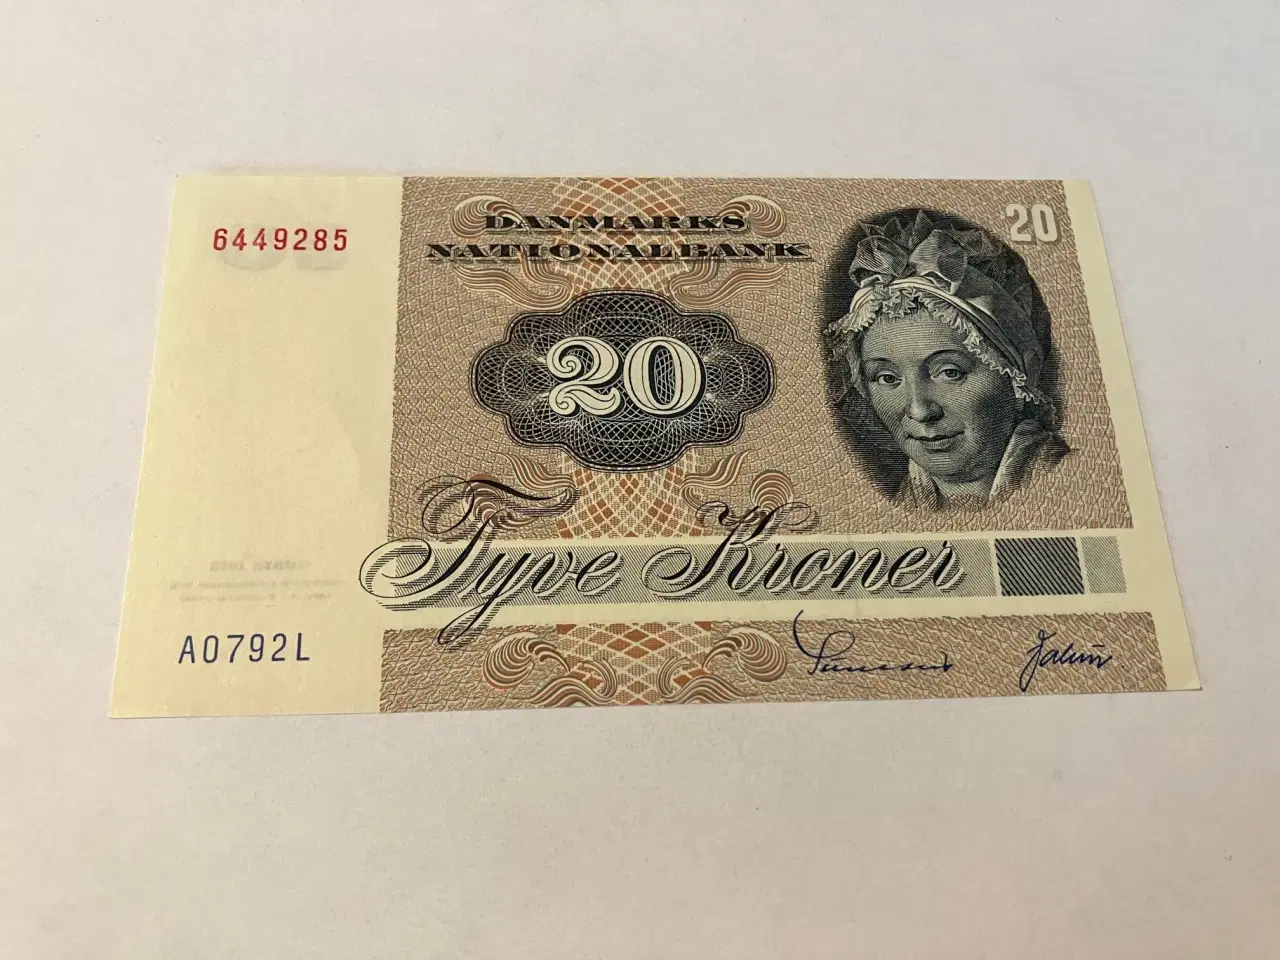 6449285
DANMARKS
NATIONALBANK
20
20
Tyve Kroner
A0792L